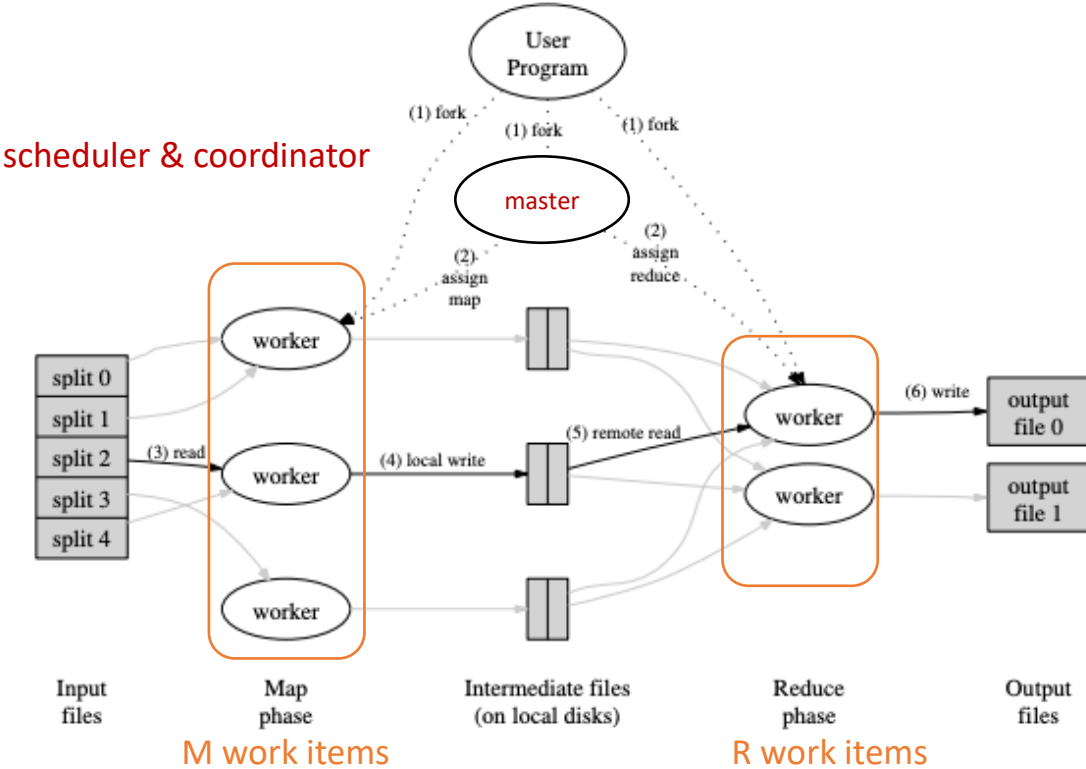 User
Program
(1) fork
(1) fork
(1) fork
scheduler & coordinator
master
(2)
assign
map
(2)
assign
reduce
worker
split 0
split 1
split 2
split 3
split 4
(3) read
worker
(4) local write
worker
(5) remote read
worker
(6) write
worker
output
file 0
output
file 1
Input
files
Map
phase
Intermediate files
(on local disks)
Reduce
phase
Output
files
M work items
R work items